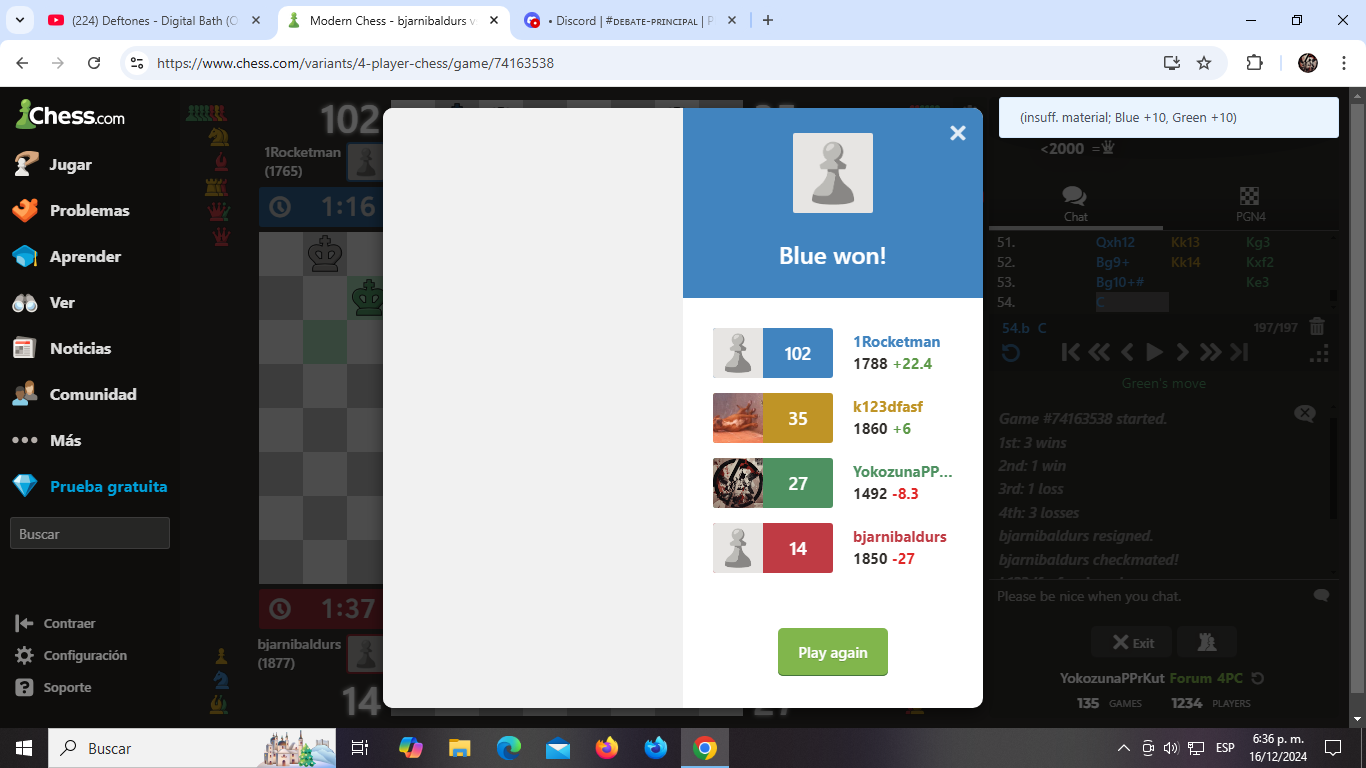 (224) Deftones - Digital Bath (O
Modern Chess - bjarnibaldurs v
• Discord | #DEBATE-PRINCIPAL | P
https://www.chess.com/variants/4-player-chess/game/74163538
Chess.com
Jugar
Problemas
Aprender
Ver
Noticias
Comunidad
Más
Prueba gratuita
Buscar
Contraer
Configuración
Soporte
102
1Rocketman
(1765)
1:16
1:37
bjarnibaldurs
(1877)
14
Blue won!
102
1Rocketman
1788 +22.4
35
k123dfasf
1860 +6
27
YokozunaPP...
1492 -8.3
14
bjarnibaldurs
1850 -27
Play again
(insuff. material; Blue +10, Green +10)
<2000 =
Chat
PGN4
51. Qxh12 Kk13 Kg3
52. Bg9+ Kk14 Kxf2
53. Bg10+# Ke3
54. C
54.b C
197/197
Green's move
Game #74163538 started.
1st: 3 wins
2nd: 1 win
3rd: 1 loss
4th: 3 losses
bjarnibaldurs resigned.
bjarnibaldurs checkmated!
Please be nice when you chat.
Exit
YokozunaPPrKut Forum 4PC
135 GAMES 1234 PLAYERS
Buscar
ESP
6:36 p. m.
16/12/2024